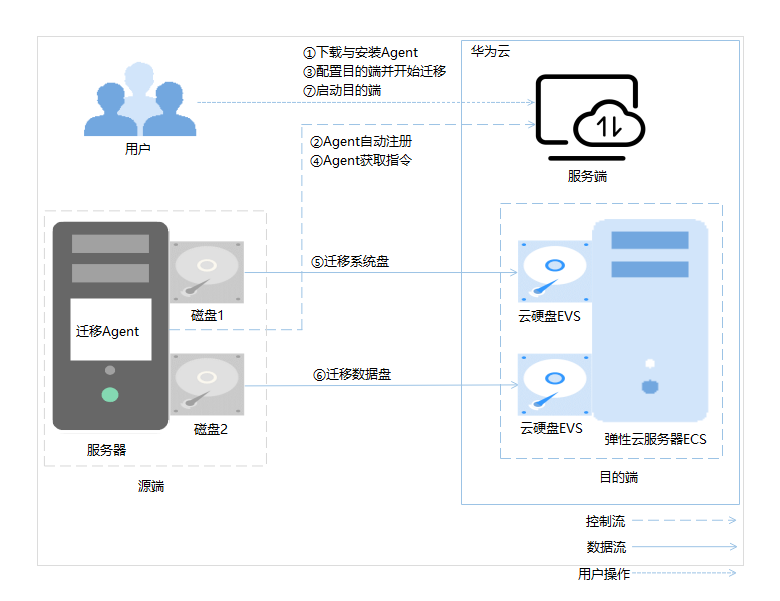 ①下载与安装Agent
③配置目的端并开始迁移
⑦启动目的端
华为云
用户
②Agent自动注册
④Agent获取指令
服务端
⑤迁移系统盘
磁盘1
云硬盘EVS
迁移Agent
⑥迁移数据盘
磁盘2
云硬盘EVS
弹性云服务器ECS
服务器
目的端
源端
控制流
数据流
用户操作